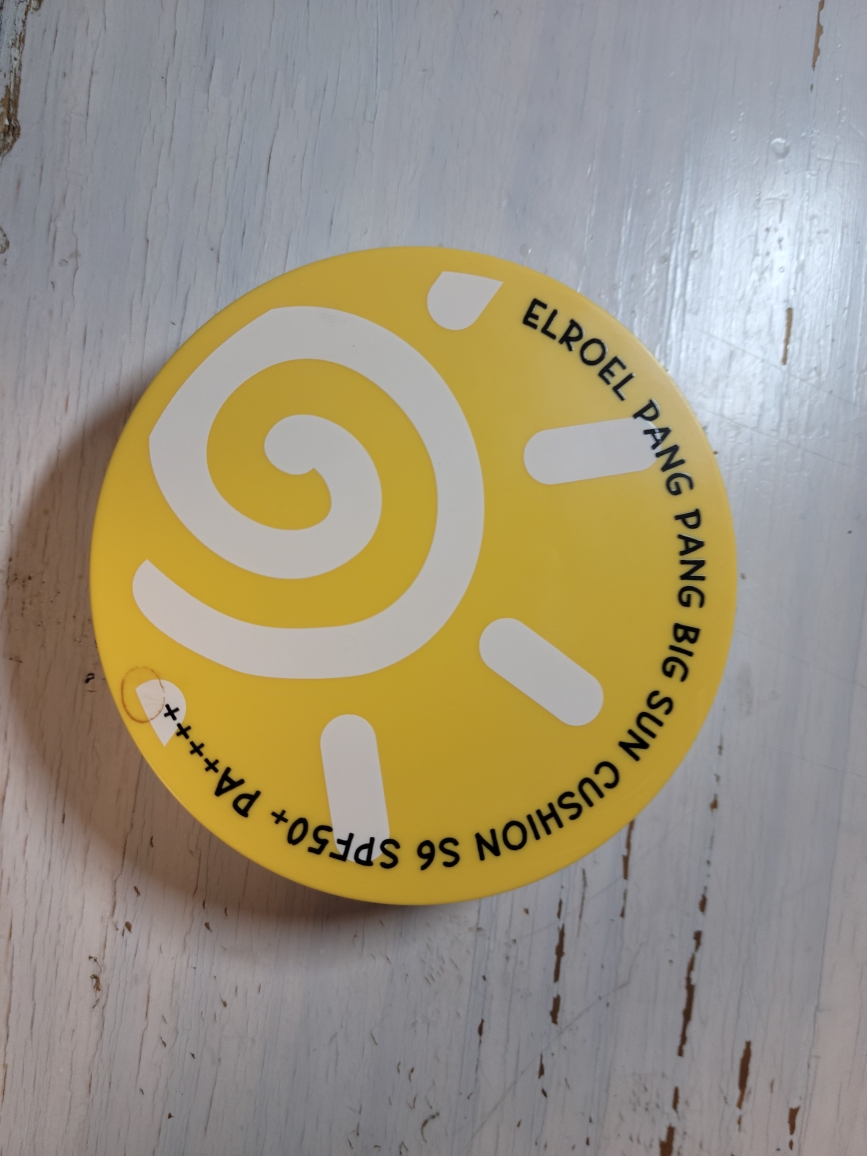 ELROEL PANG PANG BIG SUN CUSHION S6 SPF50+ PA++++